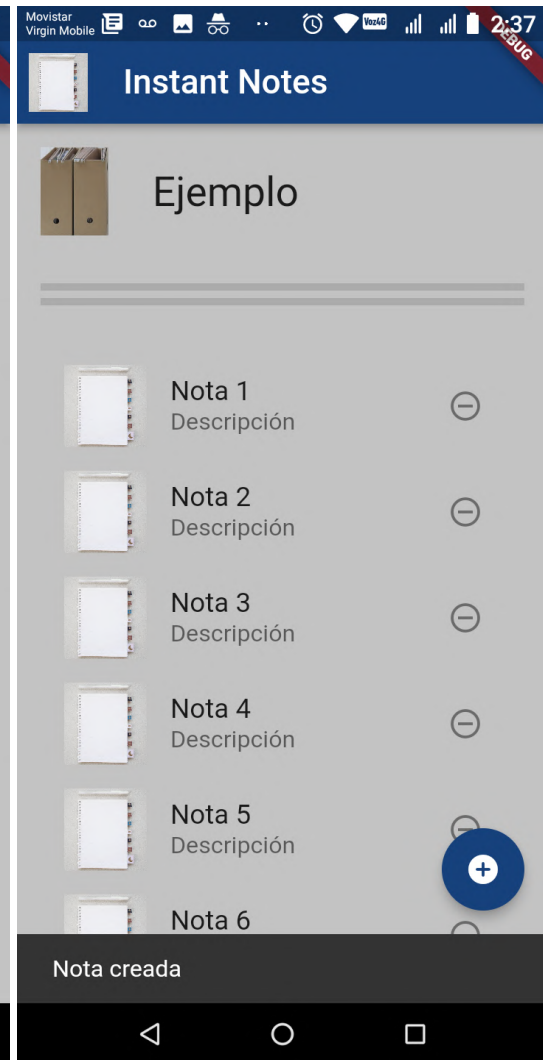 Movistar
Virgin Mobile
Voz4G
2:37
DEBUG
Instant Notes
Ejemplo
Nota 1
Descripción
Nota 2
Descripción
Nota 3
Descripción
Nota 4
Descripción
Nota 5
Descripción
Nota 6
Nota creada